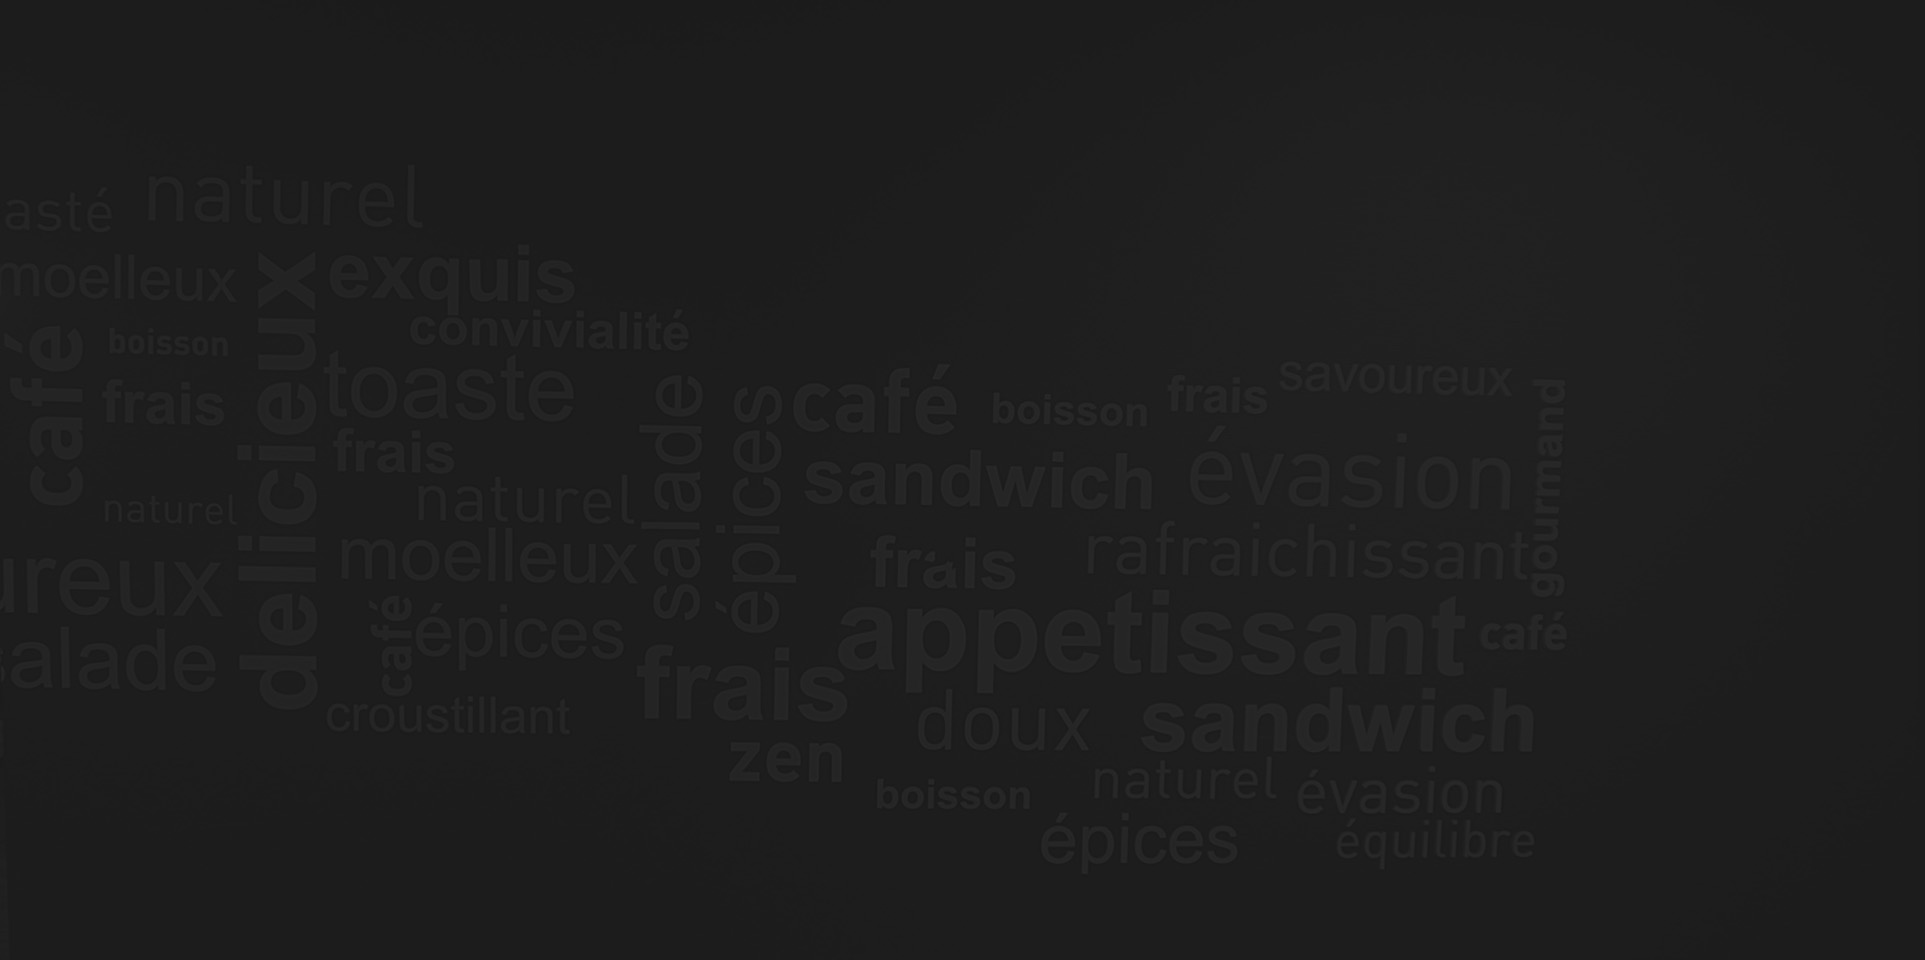 asté naturel
moelleux
delicieux
exquis
convivialité
café
boisson
frais
toaste
frais
naturel
naturel
moelleux
ureux
salade
café
épices
croustillant
salade
épices
café boisson frais savoureux
gourmand
sandwich évasion
frais rafraichissant
appetissant café
frais
doux sandwich
zen
boisson naturel évasion
épices équilibre